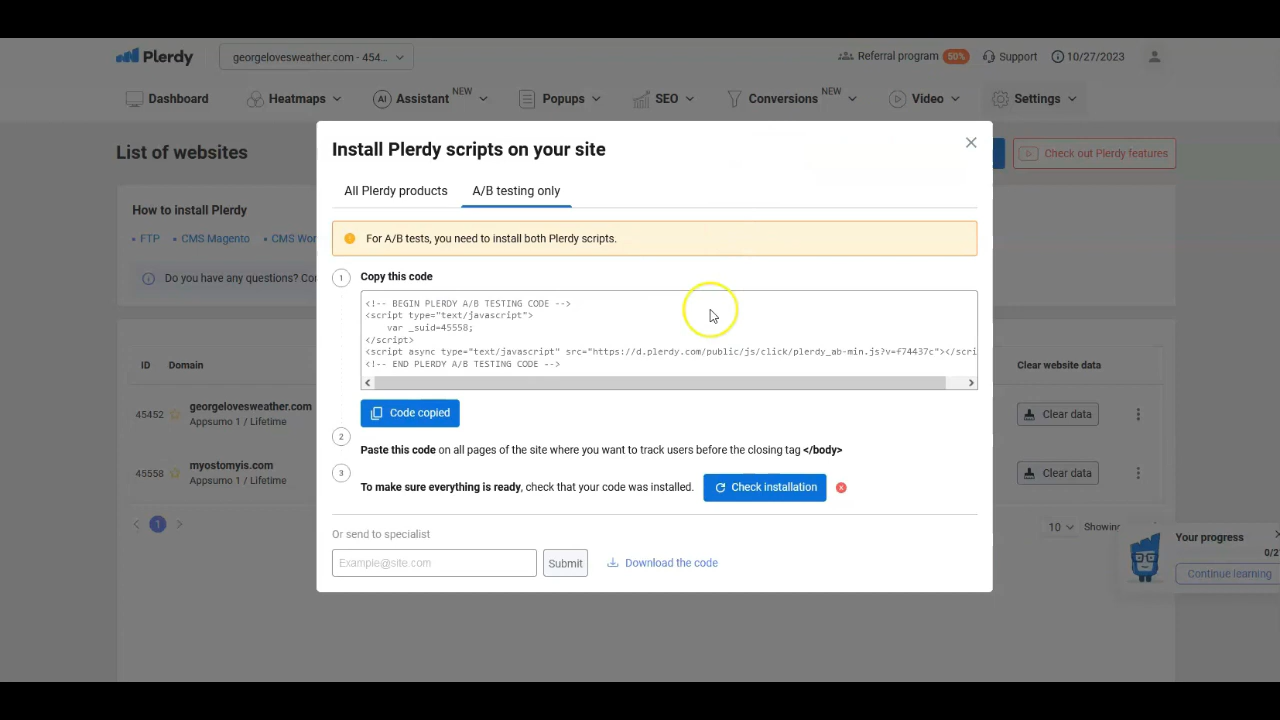 Plerdy
georgelovesweather.com - 454...
Referral program 50%
Support
10/27/2023
Dashboard
Heatmaps
AI Assistant NEW
Popups
SEO
Conversions NEW
Video
Settings
List of websites
Check out Plerdy features
How to install Plerdy
FTP
CMS Magento
CMS Wor
Do you have any questions? Con
Install Plerdy scripts on your site
All Plerdy products
A/B testing only
For A/B tests, you need to install both Plerdy scripts.
1
Copy this code
<!-- BEGIN PLERDY A/B TESTING CODE -->
<script type="text/javascript">
var _suid=45558;
</script>
<script async type="text/javascript" src="https://d.plerdy.com/public/js/click/plerdy_ab-min.js?v=f74437c"></scri
<!-- END PLERDY A/B TESTING CODE -->
Code copied
2
Paste this code on all pages of the site where you want to track users before the closing tag </body>
3
To make sure everything is ready, check that your code was installed.
Check installation
Or send to specialist
Example@site.com
Submit
Download the code
ID
Domain
Clear website data
45452
georgelovesweather.com
Appsumo 1 / Lifetime
Clear data
45558
myostomyis.com
Appsumo 1 / Lifetime
Clear data
1
10
Showing
Your progress
0/2
Continue learning